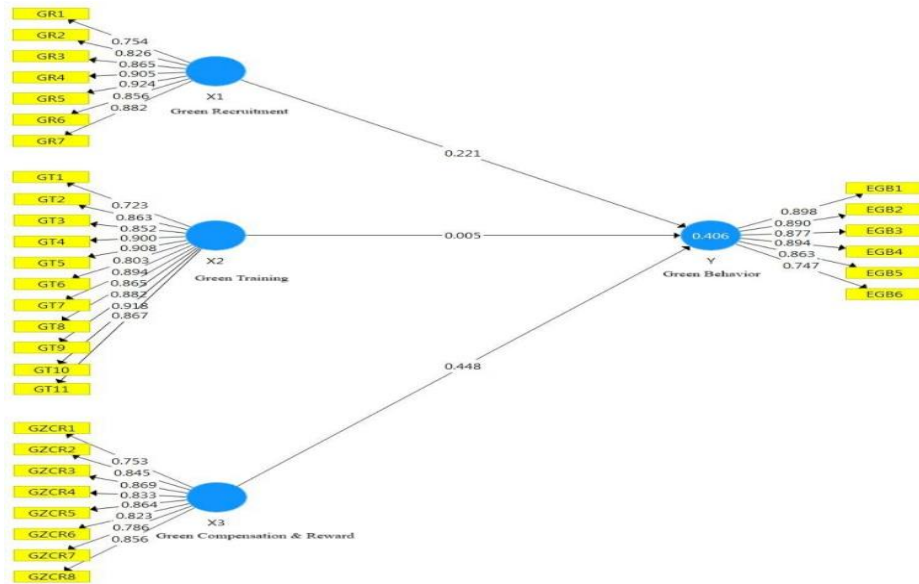 GR1
GR2
GR3
GR4
GR5
GR6
GR7
0.754
0.826
0.865
0.905
0.924
0.856
0.882
X1
Green Recruitment
0.221
GT1
GT2
GT3
GT4
GT5
GT6
GT7
GT8
GT9
GT10
GT11
0.723
0.863
0.852
0.900
0.908
0.803
0.894
0.865
0.882
0.918
0.867
X2
Green Training
0.005
0.406
Y
Green Behavior
0.898
0.890
0.877
0.894
0.863
0.747
EGB1
EGB2
EGB3
EGB4
EGB5
EGB6
0.448
GZCR1
GZCR2
GZCR3
GZCR4
GZCR5
GZCR6
GZCR7
GZCR8
0.753
0.845
0.869
0.833
0.864
0.823
0.786
0.856
X3
Green Compensation & Reward